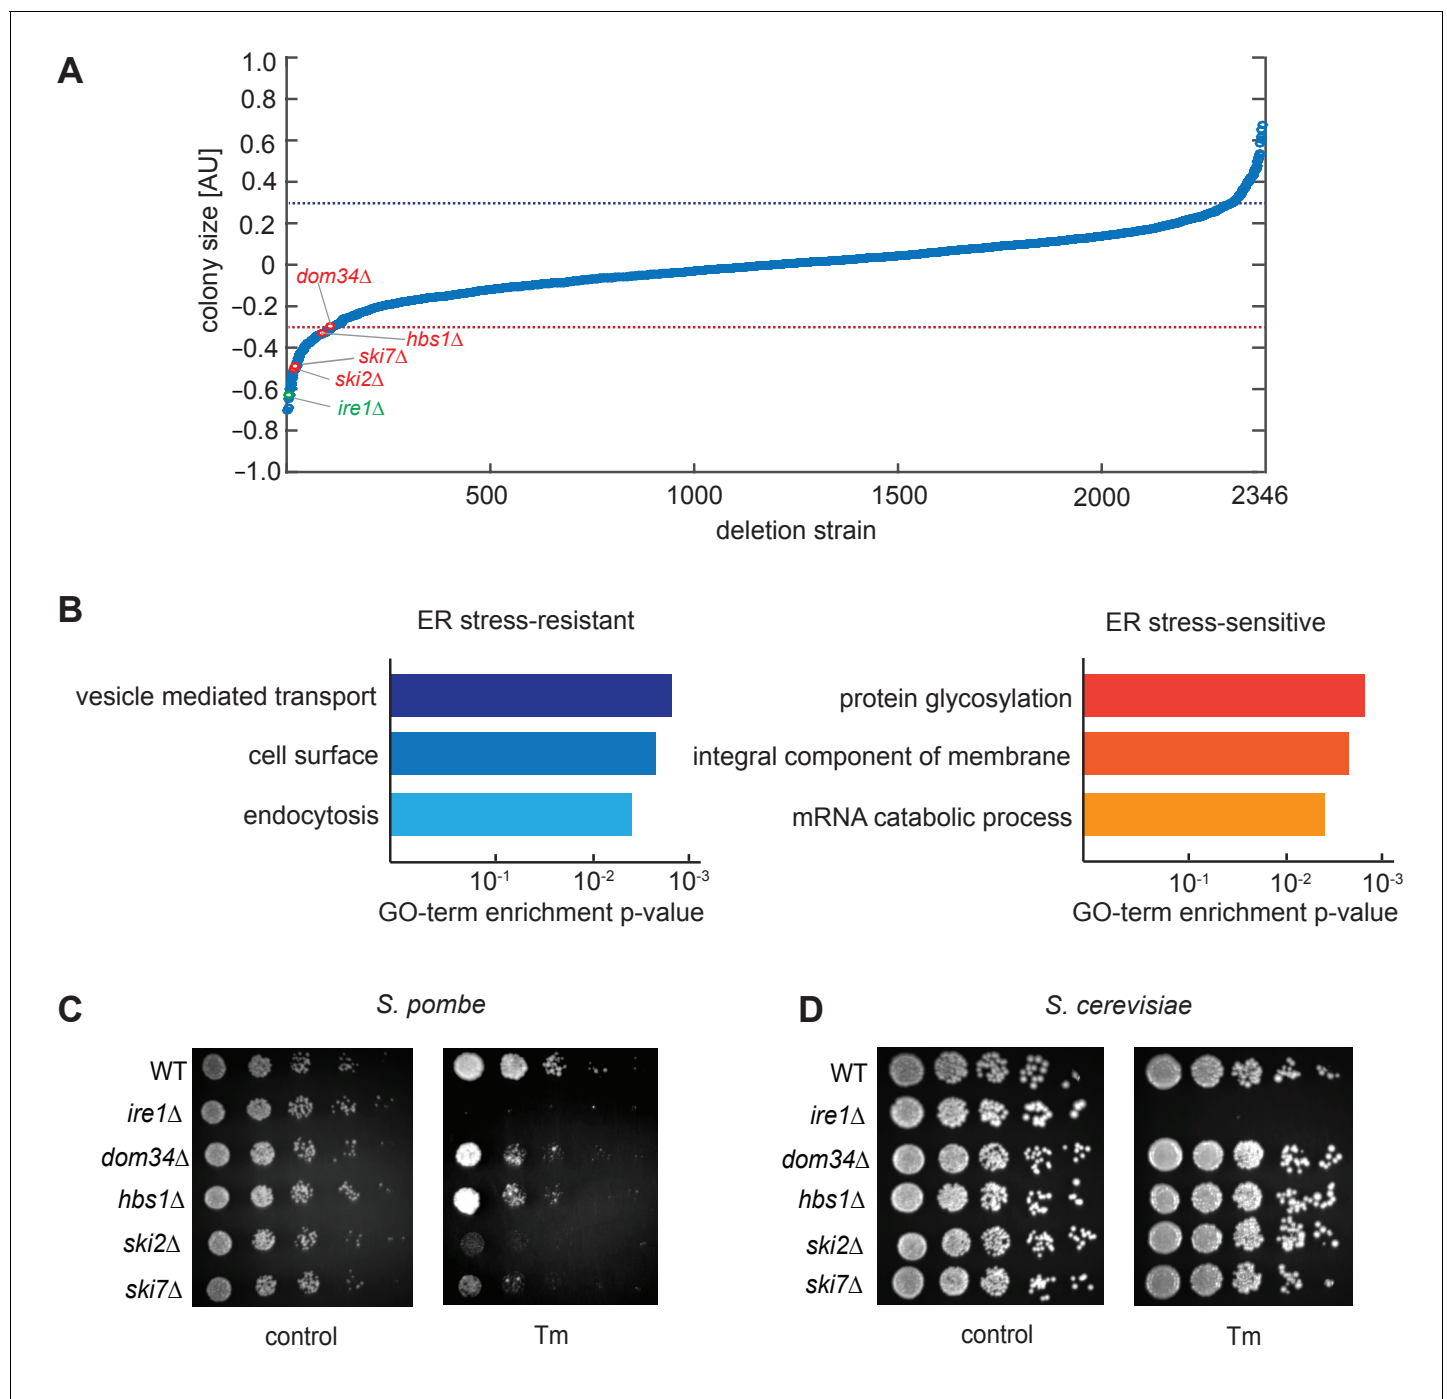 A
1.0
0.8
0.6
0.4
0.2
0
−0.2
−0.4
−0.6
−0.8
−1.0
colony size [AU]
dom34Δ
hbs1Δ
ski7Δ
ski2Δ
ire1Δ
500 1000 1500 2000 2346
deletion strain
B
ER stress-resistant
vesicle mediated transport
cell surface
endocytosis
10⁻¹ 10⁻² 10⁻³
GO-term enrichment p-value
ER stress-sensitive
protein glycosylation
integral component of membrane
mRNA catabolic process
10⁻¹ 10⁻² 10⁻³
GO-term enrichment p-value
C
S. pombe
WT
ire1Δ
dom34Δ
hbs1Δ
ski2Δ
ski7Δ
control Tm
D
S. cerevisiae
WT
ire1Δ
dom34Δ
hbs1Δ
ski2Δ
ski7Δ
control Tm